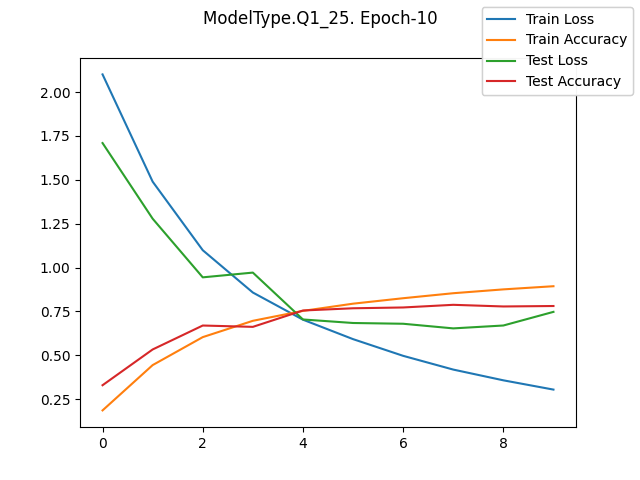 ModelType.Q1_25. Epoch-10
Train Loss
Train Accuracy
Test Loss
Test Accuracy
2.00
1.75
1.50
1.25
1.00
0.75
0.50
0.25
0 2 4 6 8